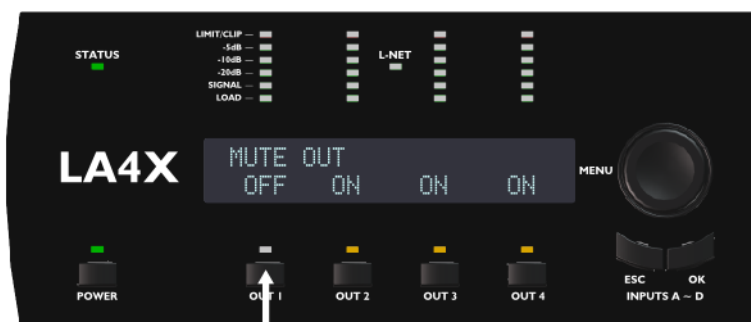 LIMIT/CLIP
-5dB
-10dB
-20dB
SIGNAL
LOAD
STATUS
L-NET
LA4X
MUTE OUT
OFF ON ON ON
MENU
POWER
OUT 1
OUT 2
OUT 3
OUT 4
ESC OK
INPUTS A ~ D